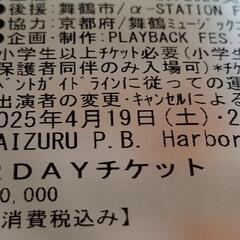 ●後援：舞鶴市/α-STATION F
●協力：京都府/舞鶴ミュージック
●企画・制作：PLAYBACK FES.
小学生以上チケット必要(小学生
保護者同伴のみ入場可)*チケ
ベントガイドラインに従っての運
出演者の変更・キャンセルによる
2025年4月19日(土)・2
AIZURU P.B. Harbor
2DAYチケット
0,000
消費税込み】